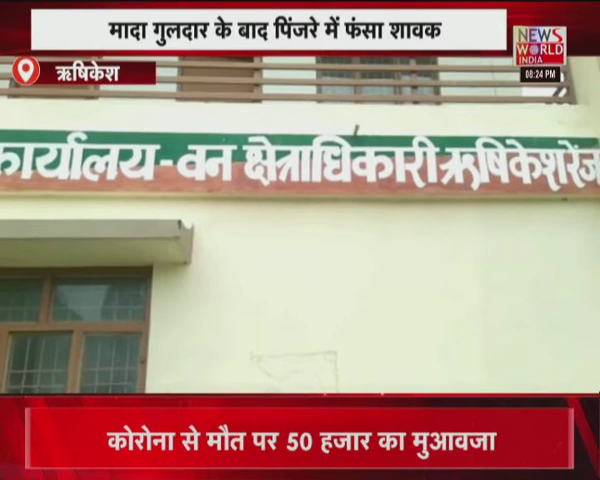 मादा गुलदार के बाद पिंजरे में फंसा शावक
NEWS
WORLD
INDIA
ऋषिकेश
08:24 PM
कार्यालय-वन क्षेत्राधिकारी ऋषिकेश रेंज
कोरोना से मौत पर 50 हजार का मुआवजा